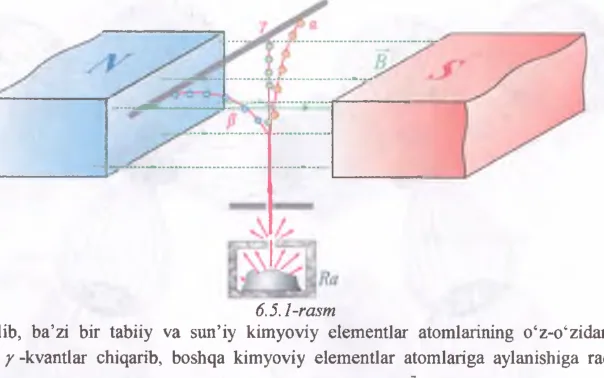 γ α
N B S
β
Ra
6.5.1-rasm
lib, ba’zi bir tabiiy va sun’iy kimyoviy elementlar atomlarining o‘z-o‘zidan
γ -kvantlar chiqarib, boshqa kimyoviy elementlar atomlariga aylanishiga